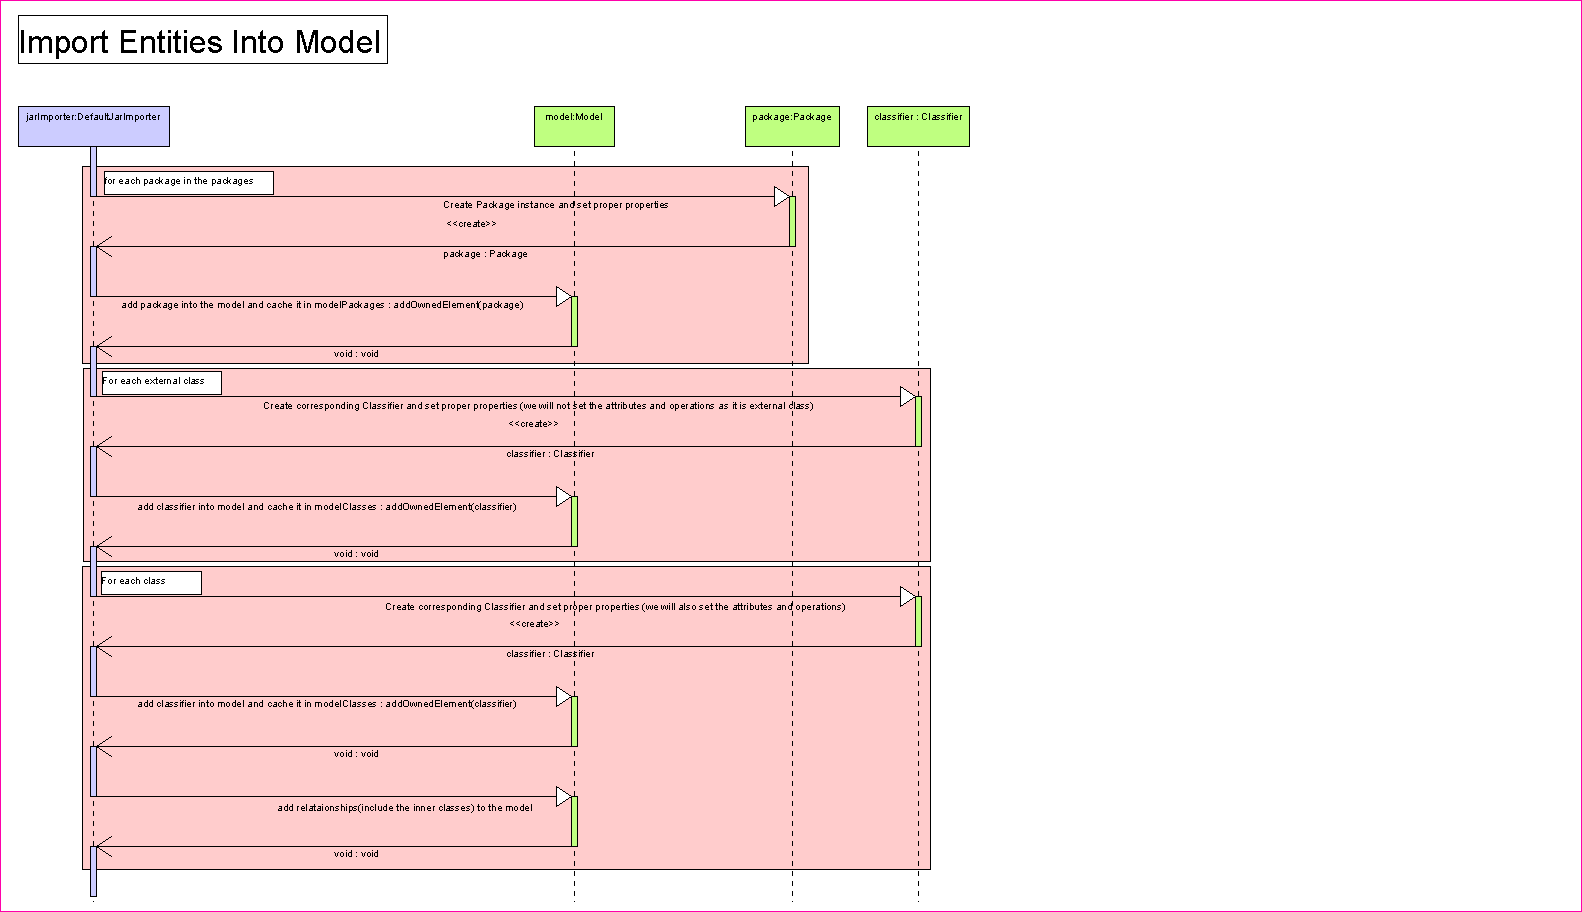 Import Entities Into Model
jarImporter:DefaultJarImporter
model:Model
package:Package
classifier : Classifier
for each package in the packages
Create Package instance and set proper properties
<<create>>
package : Package
add package into the model and cache it in modelPackages : addOwnedElement(package)
void : void
For each external class
Create corresponding Classifier and set proper properties (we will not set the attributes and operations as it is external class)
<<create>>
classifier : Classifier
add classifier into model and cache it in modelClasses : addOwnedElement(classifier)
void : void
For each class
Create corresponding Classifier and set proper properties (we will also set the attributes and operations)
<<create>>
classifier : Classifier
add classifier into model and cache it in modelClasses : addOwnedElement(classifier)
void : void
add relataionships(include the inner classes) to the model
void : void